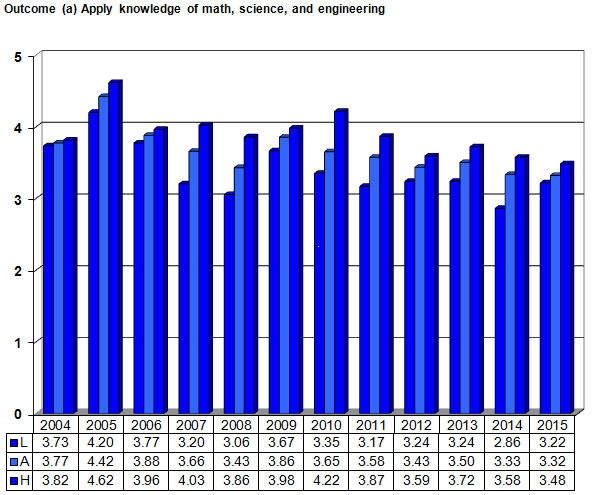 Outcome (a) Apply knowledge of math, science, and engineering
5
4
3
2
1
0
2004 2005 2006 2007 2008 2009 2010 2011 2012 2013 2014 2015
L 3.73 4.20 3.77 3.20 3.06 3.67 3.35 3.17 3.24 3.24 2.86 3.22
A 3.77 4.42 3.88 3.66 3.43 3.86 3.65 3.58 3.43 3.50 3.33 3.32
H 3.82 4.62 3.96 4.03 3.86 3.98 4.22 3.87 3.59 3.72 3.58 3.48